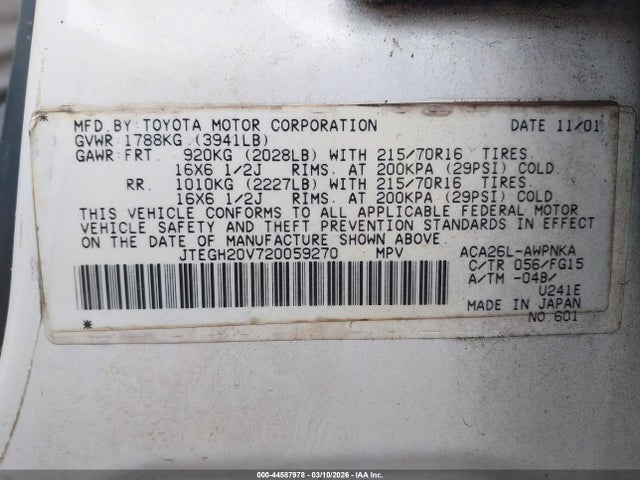 MFD. BY: TOYOTA MOTOR CORPORATION DATE 11/01
GVWR 1788KG (3941LB)
GAWR FRT. 920KG (2028LB) WITH 215/70R16 TIRES.
16X6 1/2J RIMS. AT 200KPA (29PSI) COLD.
RR. 1010KG (2227LB) WITH 215/70R16 TIRES.
16X6 1/2J RIMS. AT 200KPA (29PSI) COLD.
THIS VEHICLE CONFORMS TO ALL APPLICABLE FEDERAL MOTOR
VEHICLE SAFETY AND THEFT PREVENTION STANDARDS IN EFFECT
ON THE DATE OF MANUFACTURE SHOWN ABOVE.
JTEGH20V720059270 MPV ACA26L-AWPNKA
C/TR 056/FG15
A/TM -04B/
U241E
MADE IN JAPAN
NO.601
000-44587978 - 03/10/2026 - IAA Inc.